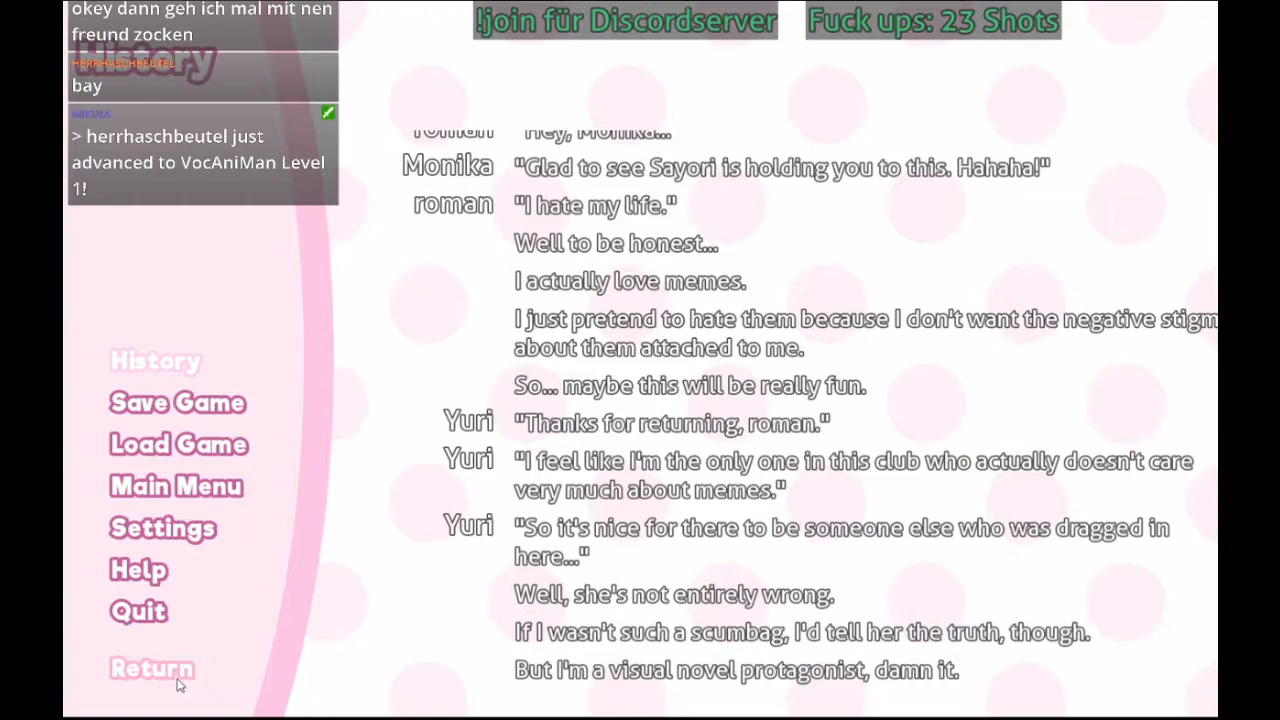 okey dann geh ich mal mit nen
freund zocken
HERRHASCHBEUTEL
bay
> herrhaschbeutel just
advanced to VocAniMan Level
1!
!join für Discordserver
Fuck ups: 23 Shots
History
History
Save Game
Load Game
Main Menu
Settings
Help
Quit
Return
roman "Hey, Monika...
Monika "Glad to see Sayori is holding you to this. Hahaha!"
roman "I hate my life."
Well to be honest...
I actually love memes.
I just pretend to hate them because I don't want the negative stigm
about them attached to me.
So... maybe this will be really fun.
Yuri "Thanks for returning, roman."
Yuri "I feel like I'm the only one in this club who actually doesn't care
very much about memes."
Yuri "So it's nice for there to be someone else who was dragged in
here..."
Well, she's not entirely wrong.
If I wasn't such a scumbag, I'd tell her the truth, though.
But I'm a visual novel protagonist, damn it.